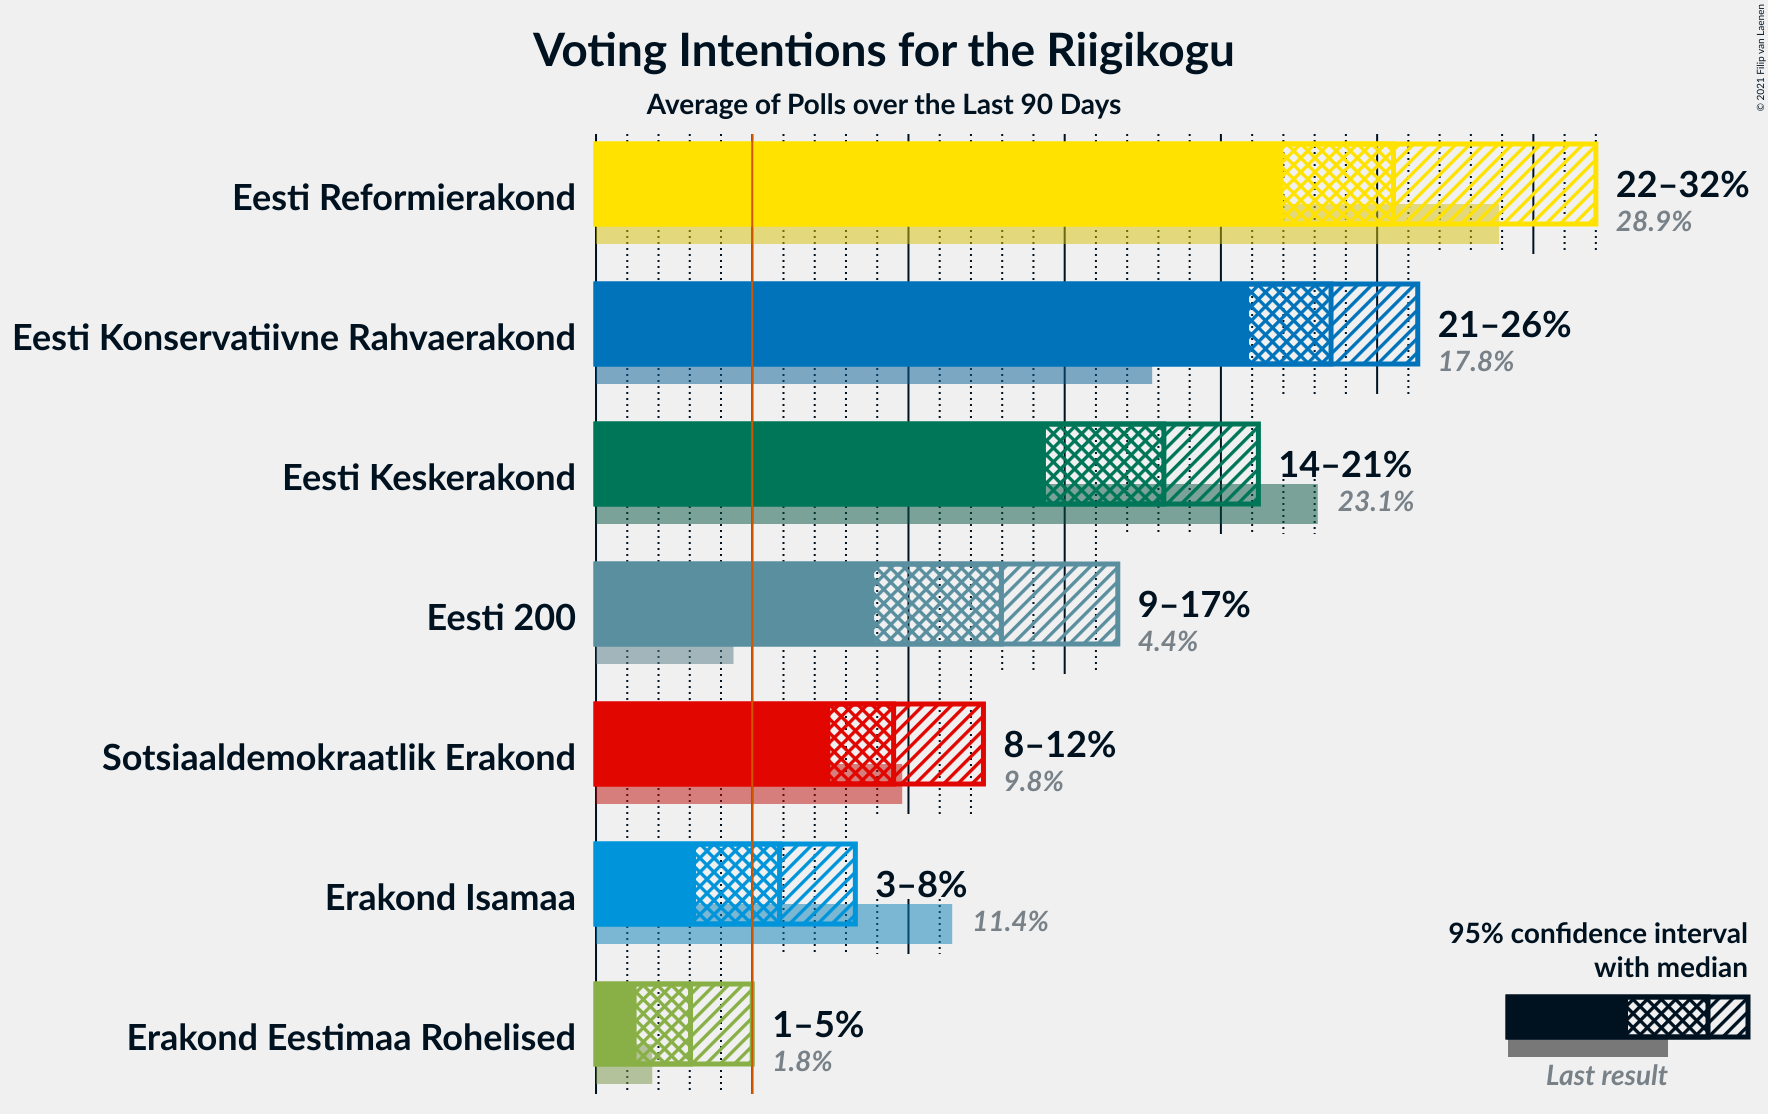 Voting Intentions for the Riigikogu
Average of Polls over the Last 90 Days
© 2021 Filip van Laenen
Eesti Reformierakond
22–32%
28.9%
Eesti Konservatiivne Rahvaerakond
21–26%
17.8%
Eesti Keskerakond
14–21%
23.1%
Eesti 200
9–17%
4.4%
Sotsiaaldemokraatlik Erakond
8–12%
9.8%
Erakond Isamaa
3–8%
11.4%
Erakond Eestimaa Rohelised
1–5%
1.8%
95% confidence interval
with median
Last result